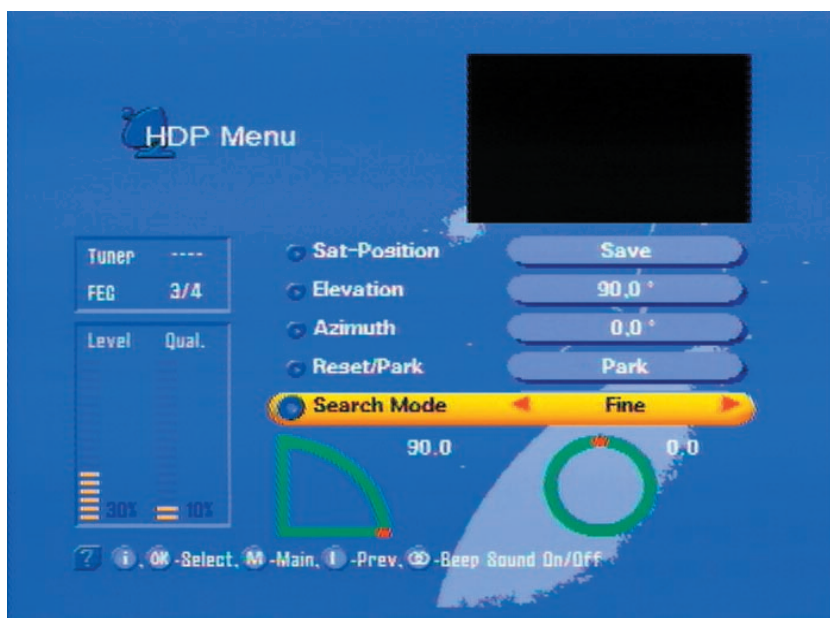 HDP Menu
Tuner ----
FEC 3/4
Level Qual.
30% 10%
Sat-Position Save
Elevation 90,0 °
Azimuth 0,0 °
Reset/Park Park
Search Mode Fine
90.0 0,0
? i, OK -Select, M -Main, -Prev, -Beep Sound On/Off